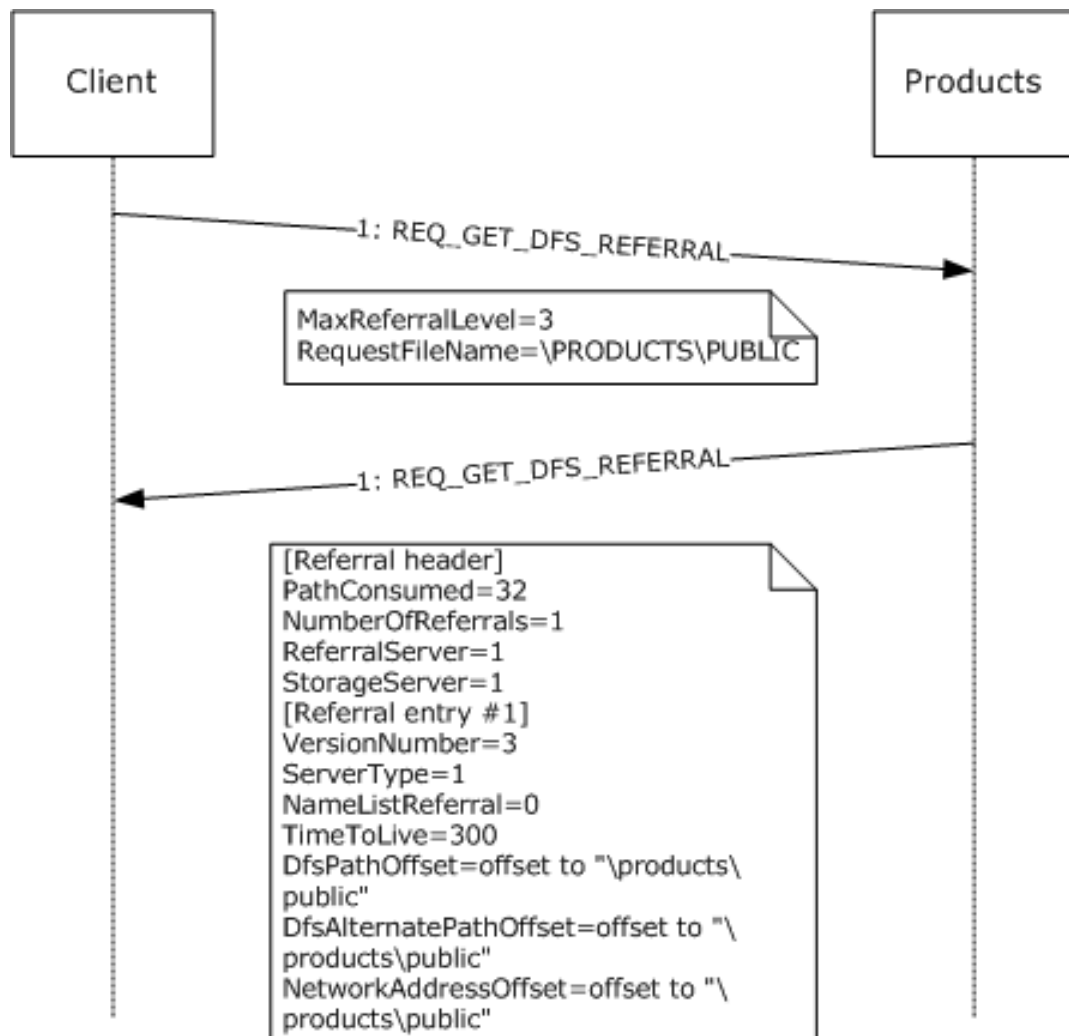 Client
Products
1: REQ_GET_DFS_REFERRAL
MaxReferralLevel=3
RequestFileName=\PRODUCTS\PUBLIC
1: REQ_GET_DFS_REFERRAL
[Referral header]
PathConsumed=32
NumberOfReferrals=1
ReferralServer=1
StorageServer=1
[Referral entry #1]
VersionNumber=3
ServerType=1
NameListReferral=0
TimeToLive=300
DfsPathOffset=offset to "\products\
public"
DfsAlternatePathOffset=offset to "\
products\public"
NetworkAddressOffset=offset to "\
products\public"